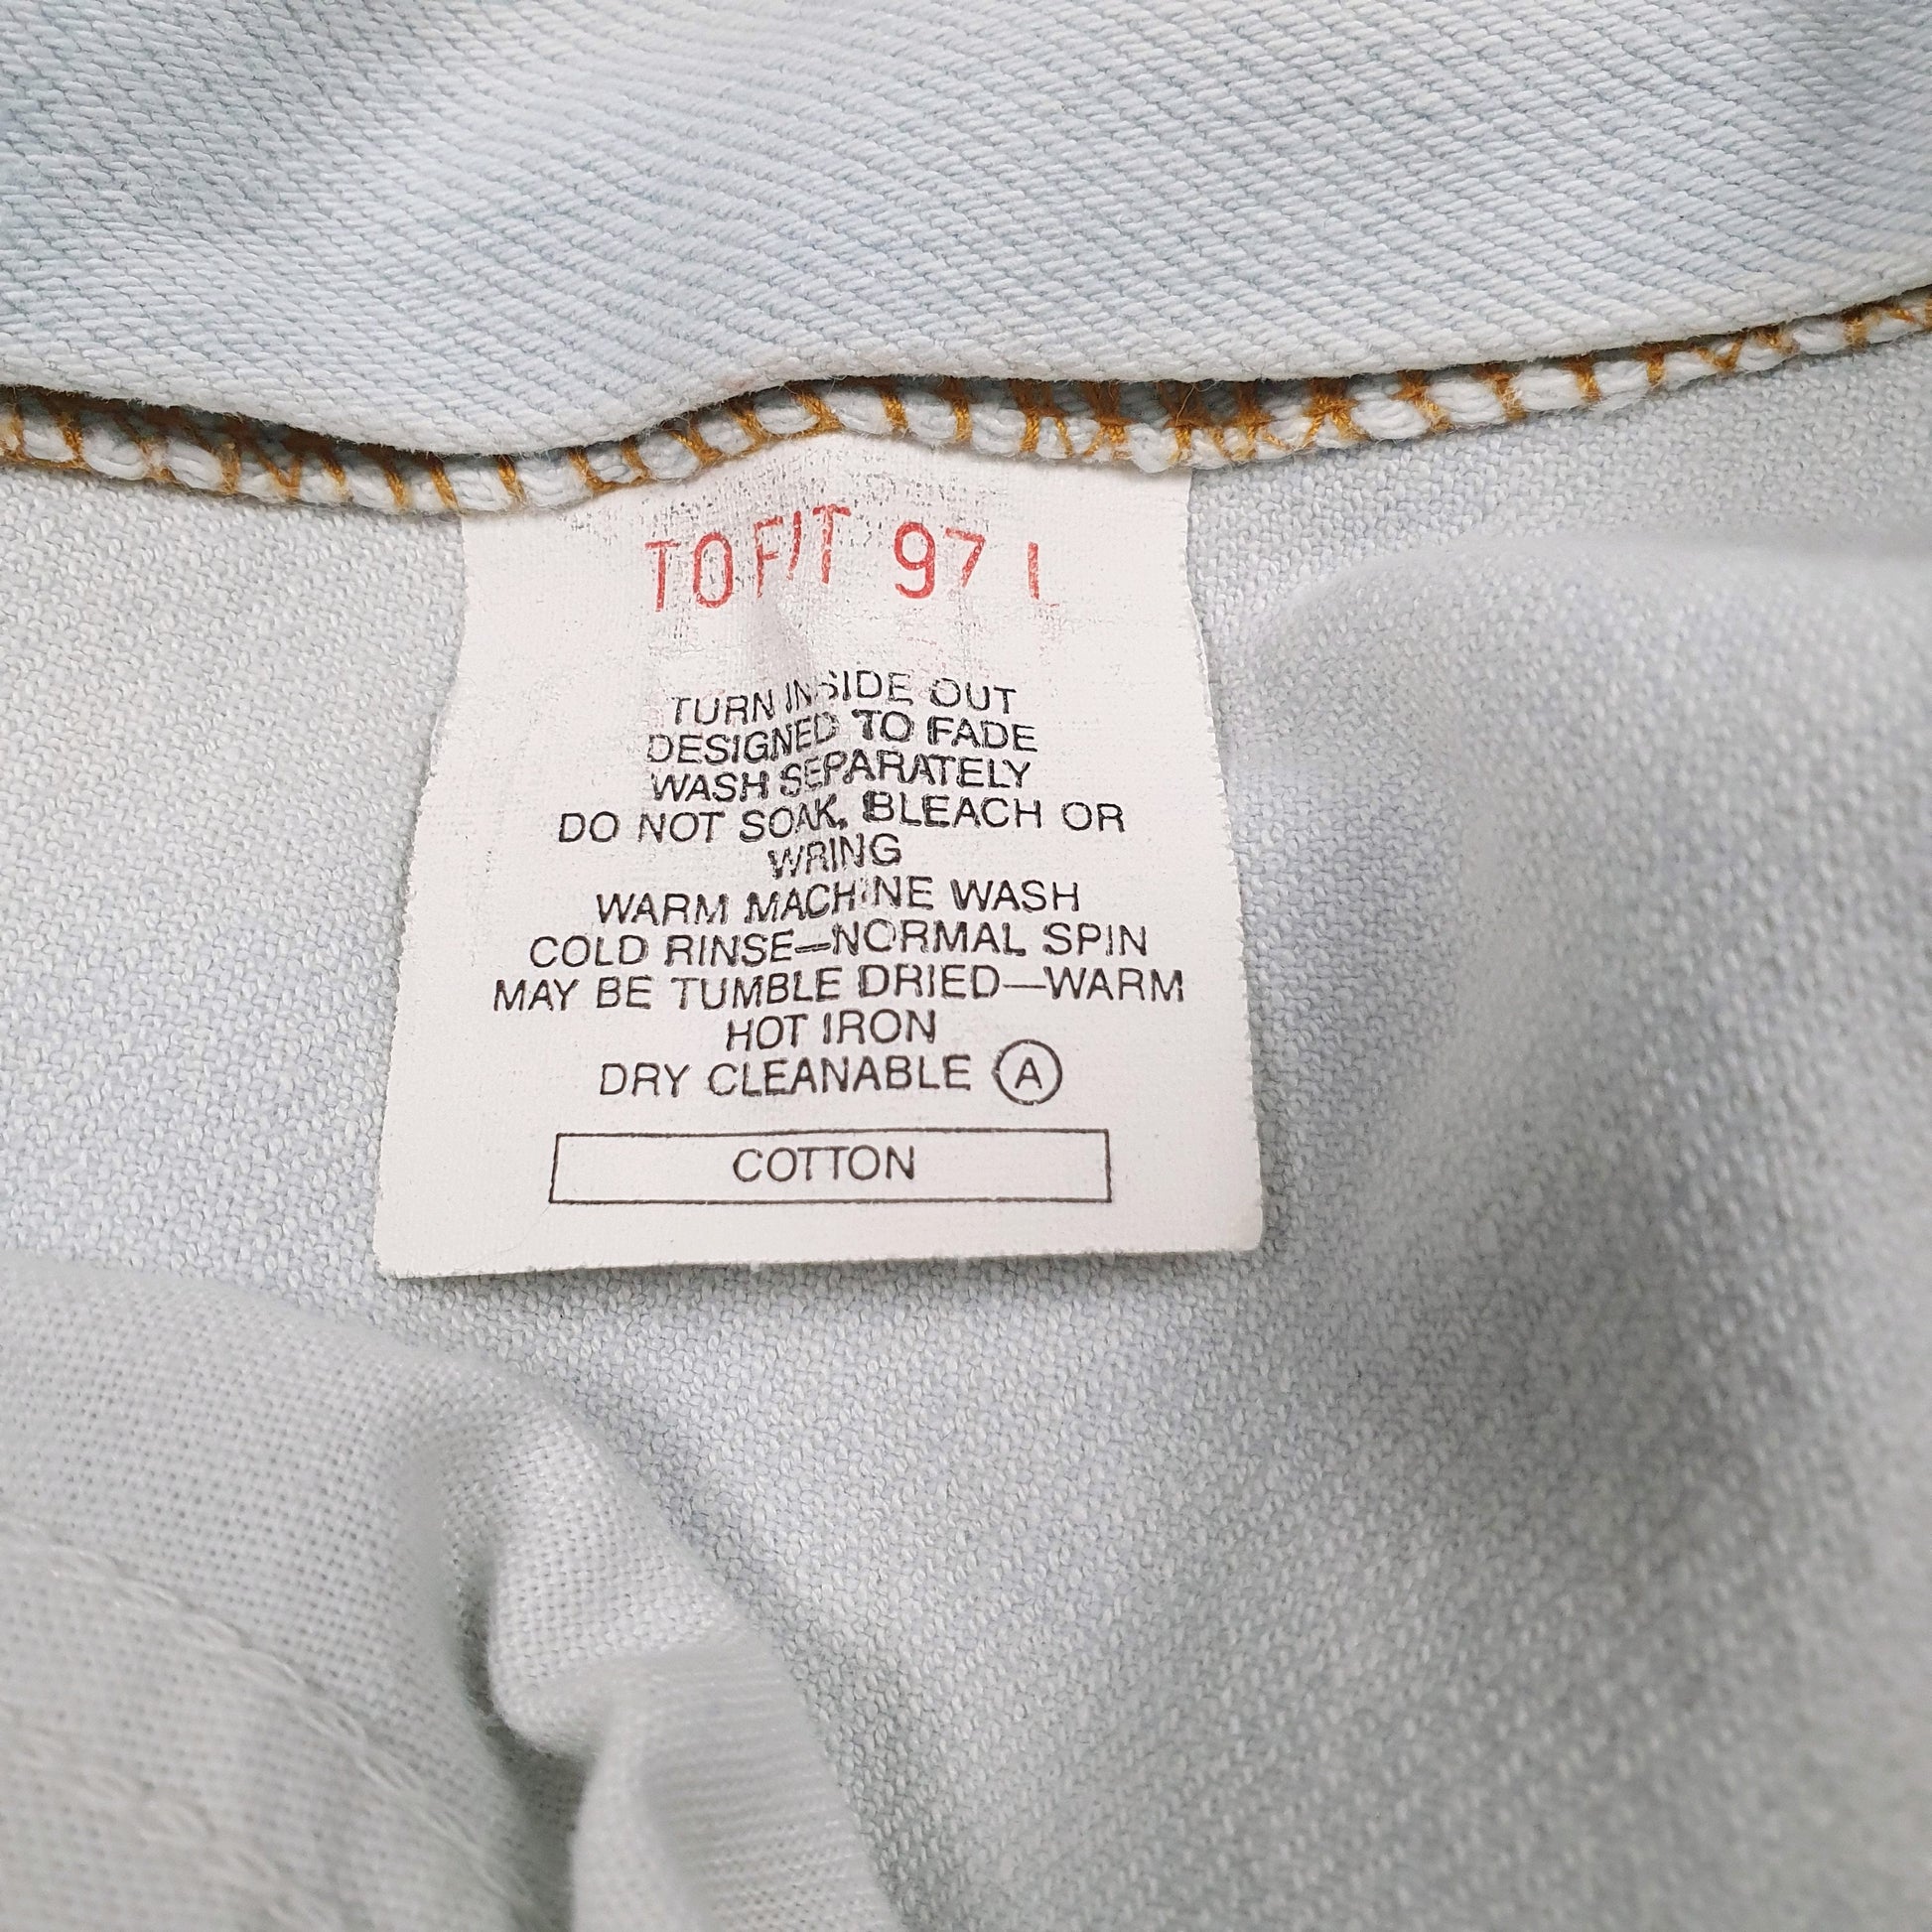 TO FIT 97 L
TURN INSIDE OUT
DESIGNED TO FADE
WASH SEPARATELY
DO NOT SOAK, BLEACH OR
WRING
WARM MACHINE WASH
COLD RINSE—NORMAL SPIN
MAY BE TUMBLE DRIED—WARM
HOT IRON
DRY CLEANABLE Ⓐ
COTTON